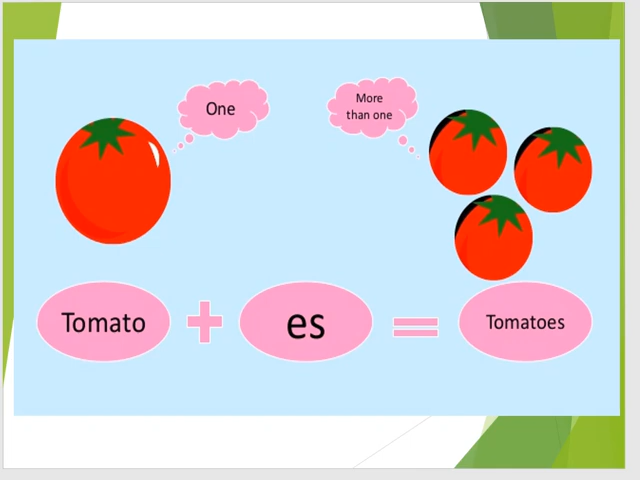 One
More
than one
Tomato + es = Tomatoes